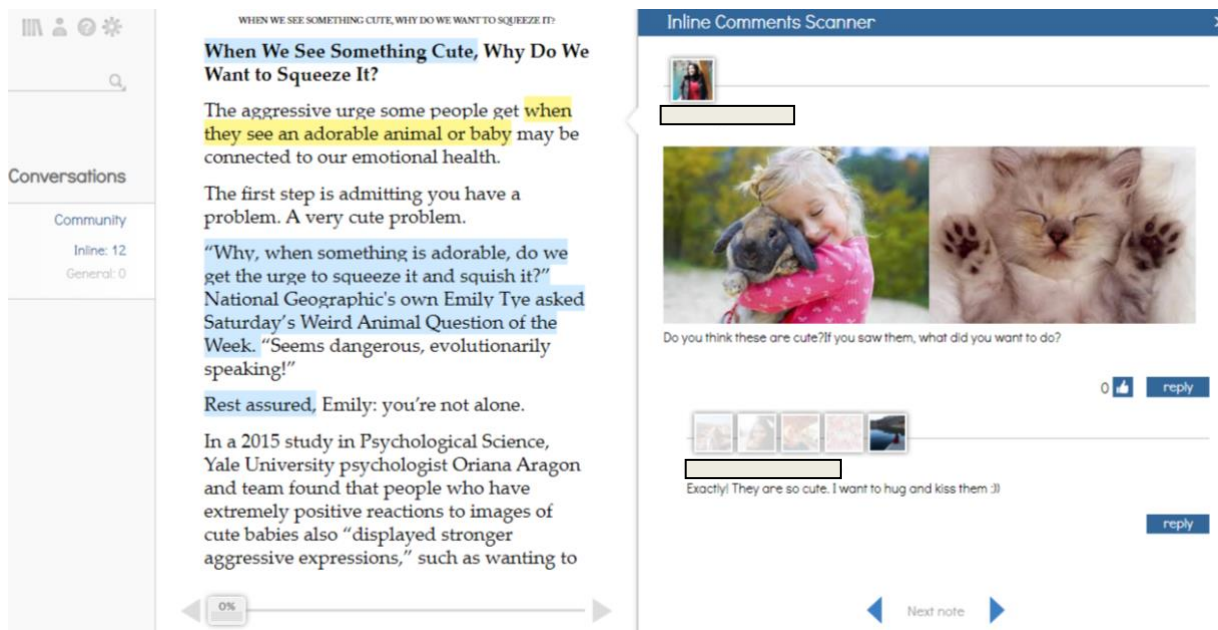 Conversations
Community
Inline: 12
General: 0
WHEN WE SEE SOMETHING CUTE, WHY DO WE WANT TO SQUEEZE IT?
When We See Something Cute, Why Do We
Want to Squeeze It?
The aggressive urge some people get when
they see an adorable animal or baby may be
connected to our emotional health.
The first step is admitting you have a
problem. A very cute problem.
“Why, when something is adorable, do we
get the urge to squeeze it and squish it?”
National Geographic's own Emily Tye asked
Saturday’s Weird Animal Question of the
Week. “Seems dangerous, evolutionarily
speaking!”
Rest assured, Emily: you’re not alone.
In a 2015 study in Psychological Science,
Yale University psychologist Oriana Aragon
and team found that people who have
extremely positive reactions to images of
cute babies also “displayed stronger
aggressive expressions,” such as wanting to
0%
Inline Comments Scanner
Do you think these are cute?If you saw them, what did you want to do?
0
reply
Exactly! They are so cute. I want to hug and kiss them :))
reply
Next note